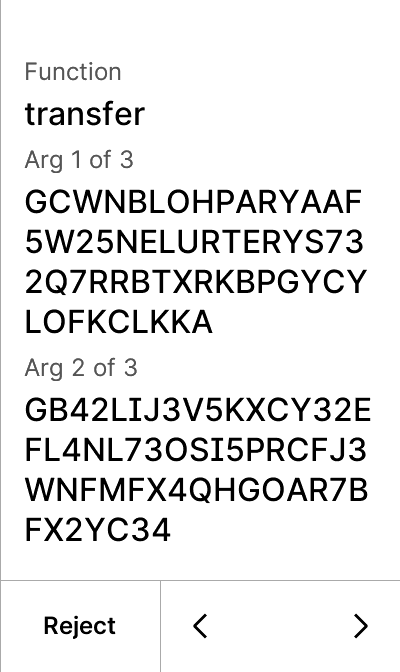 Function
transfer
Arg 1 of 3
GCWNBLOHPARYAAF
5W25NELURTERYS73
2Q7RRBTXRKBPGYCY
LOFKCLKKA
Arg 2 of 3
GB42LIJ3V5KXCY32E
FL4NL73OSI5PRCFJ3
WNFMFX4QHGOAR7B
FX2YC34
Reject